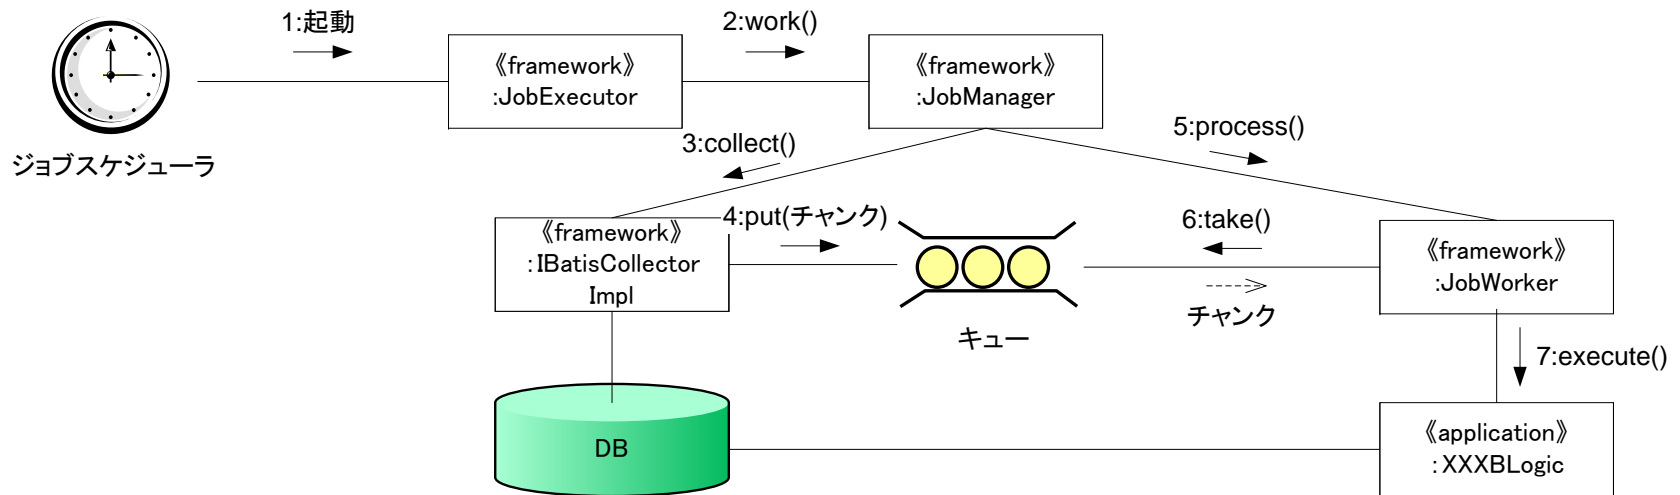 1:起動
2:work()
《framework》
:JobExecutor
《framework》
:JobManager
ジョブスケジューラ
3:collect()
5:process()
《framework》
:IBatisCollector
Impl
4:put(チャンク)
キュー
6:take()
チャンク
《framework》
:JobWorker
7:execute()
DB
《application》
:XXXBLogic